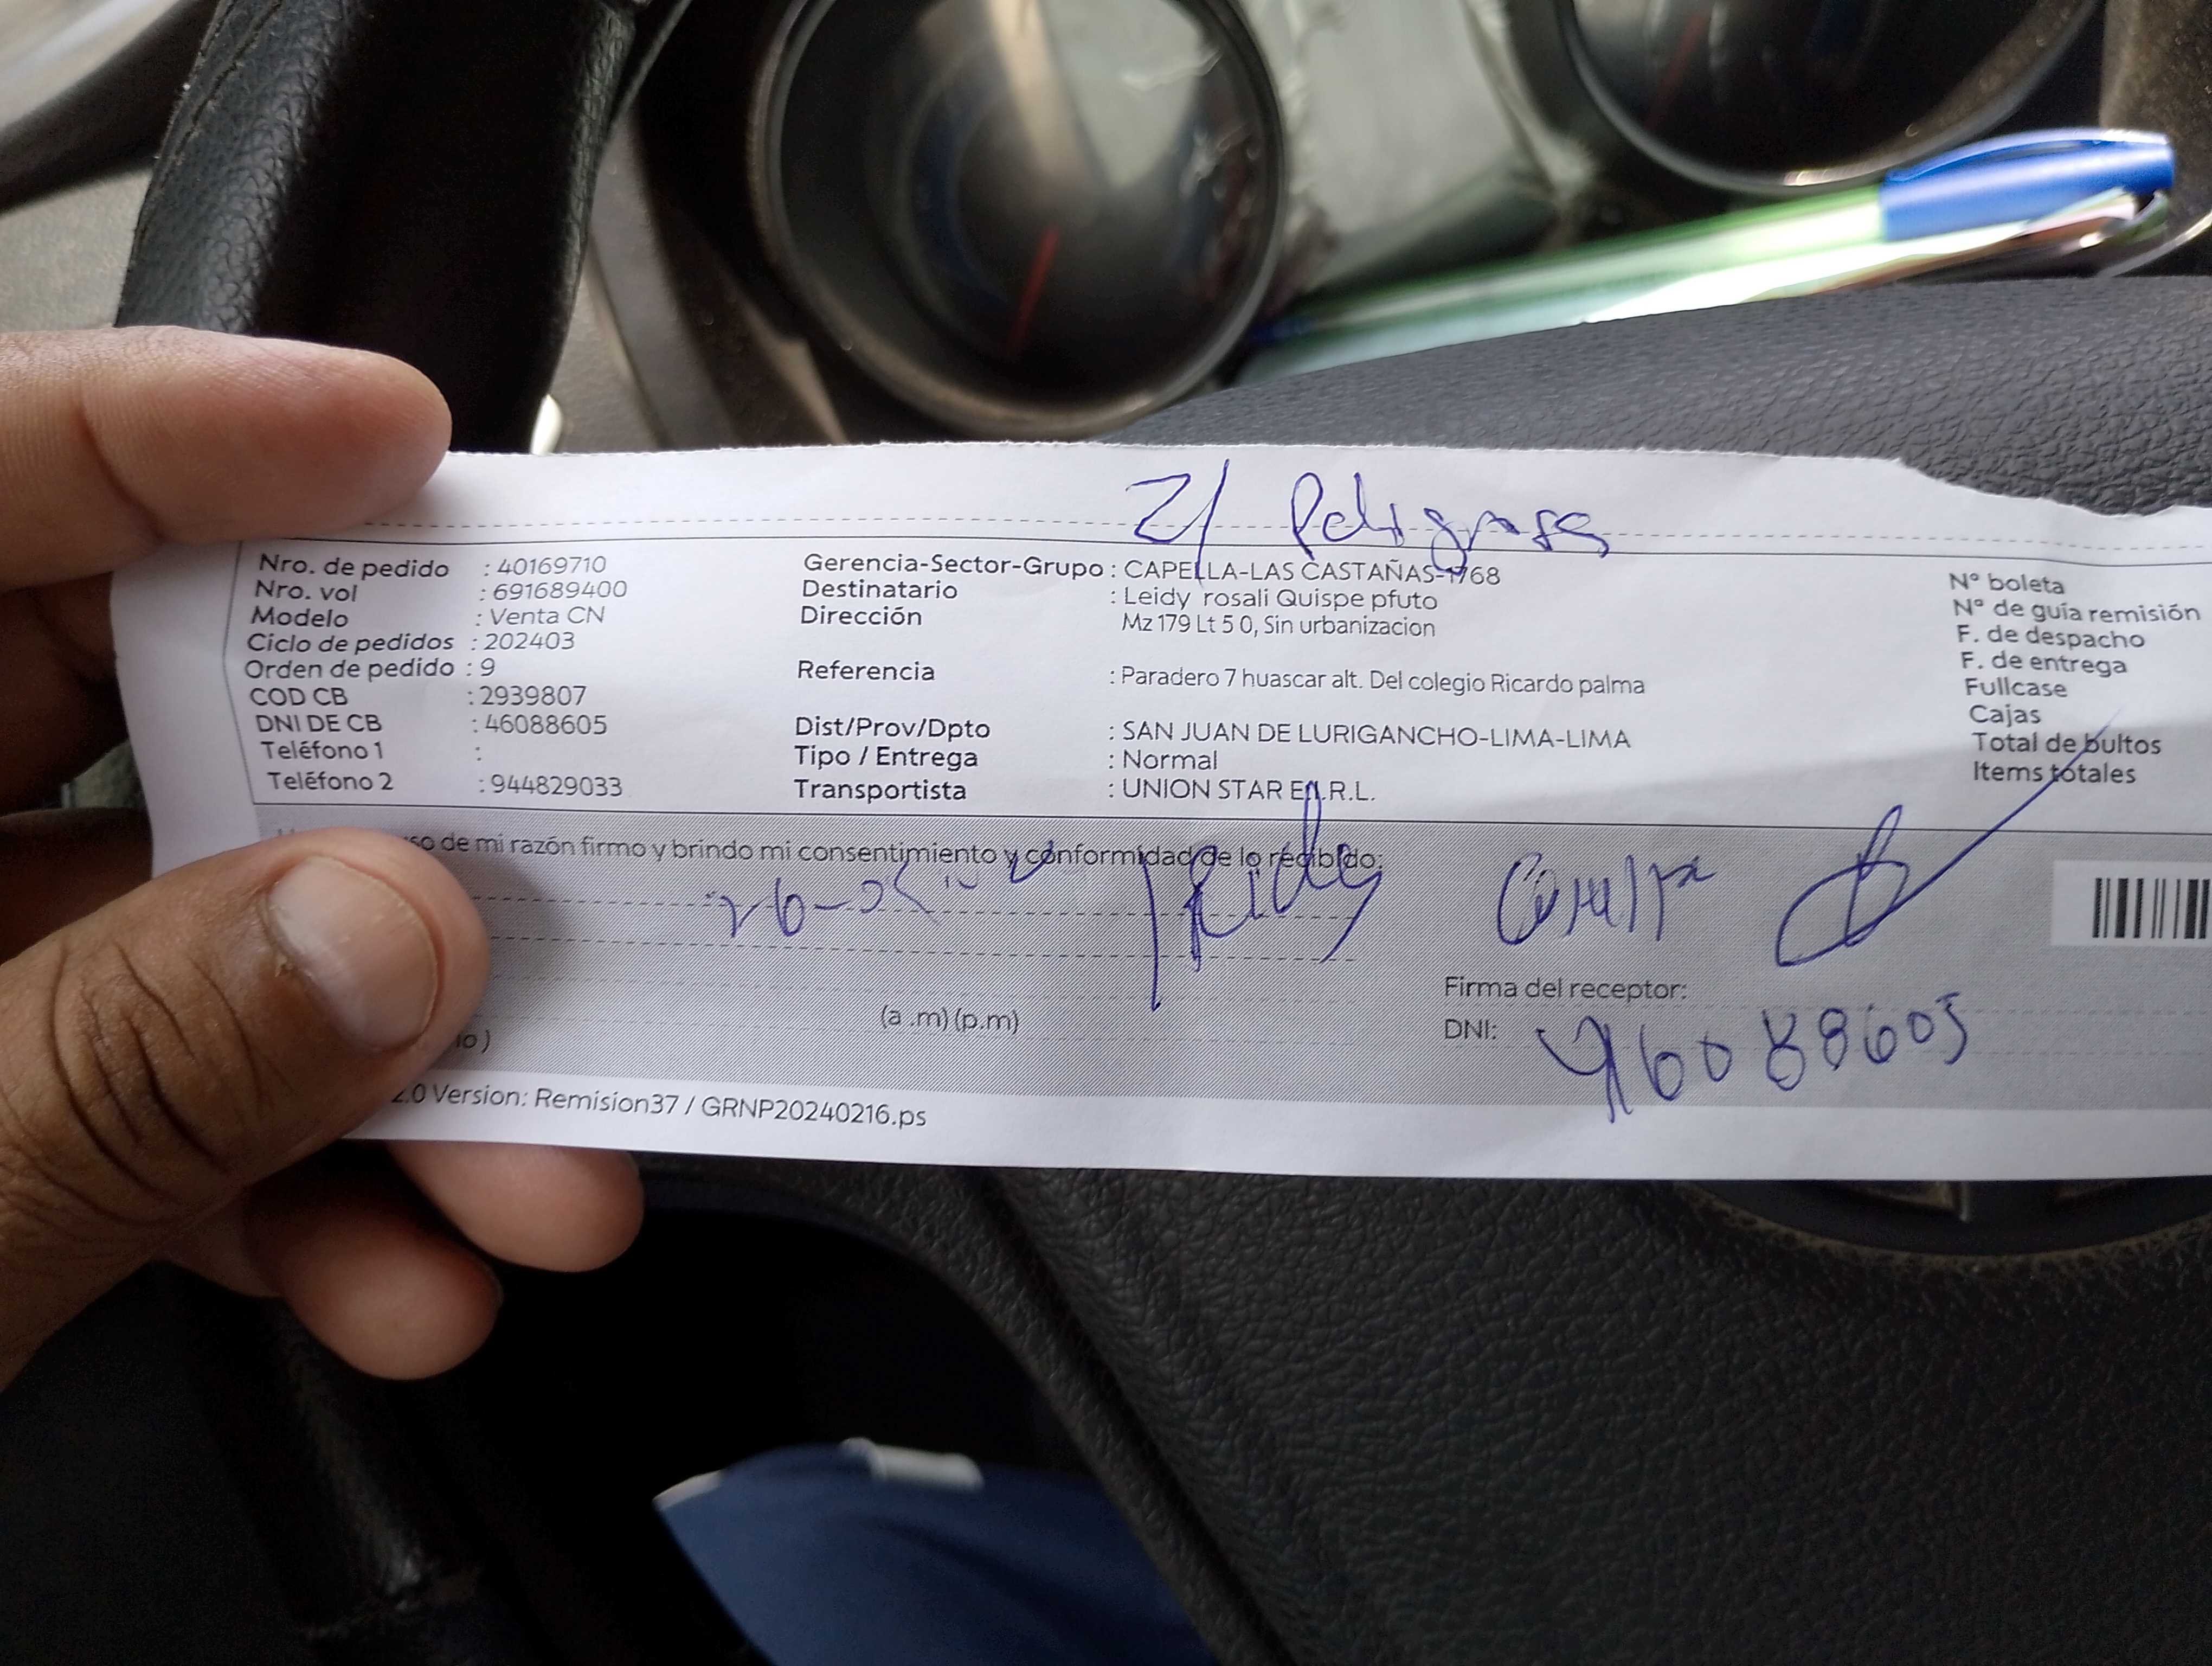 Z/ Poligrasa
Nro. de pedido : 40169710
Nro. vol : 691689400
Modelo : Venta CN
Ciclo de pedidos : 202403
Orden de pedido : 9
COD CB : 2939807
DNI DE CB : 46088605
Teléfono 1 :
Teléfono 2 : 944829033
Gerencia-Sector-Grupo : CAPELLA-LAS CASTAÑAS-1768
Destinatario : Leidy rosali Quispe pfuto
Dirección Mz 179 Lt 5 0, Sin urbanizacion
Referencia : Paradero 7 huascar alt. Del colegio Ricardo palma
Dist/Prov/Dpto : SAN JUAN DE LURIGANCHO-LIMA-LIMA
Tipo / Entrega : Normal
Transportista : UNION STAR E.I.R.L.
N° boleta
N° de guía remisión
F. de despacho
F. de entrega
Fullcase
Cajas
Total de bultos
Items totales
so de mi razón firmo y brindo mi consentimiento y conformidad de lo recibido:
Firma del receptor:
(a .m) (p.m)
DNI: 46088605
io )
2.0 Version: Remision37 / GRNP20240216.ps